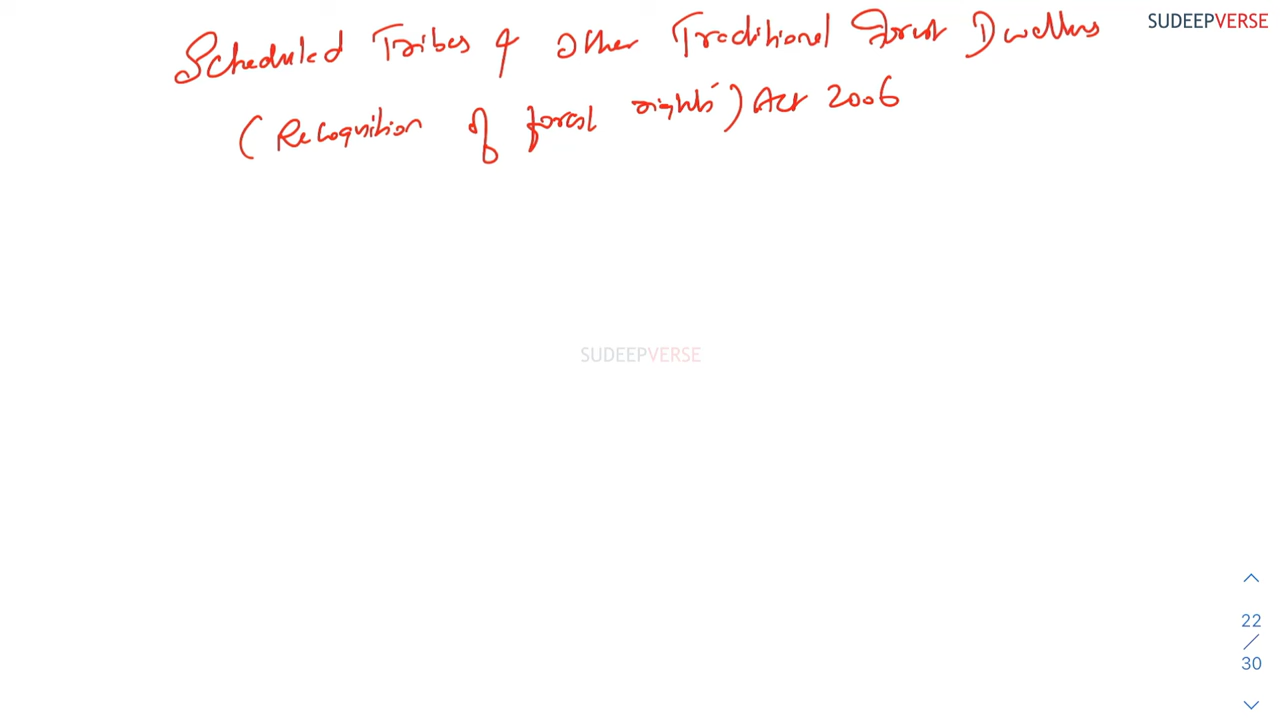 SUDEEPVERSE
Scheduled Tribes & Other Traditional Forest Dwellers
(Recognition of forest rights) Act 2006
SUDEEPVERSE
22
/
30